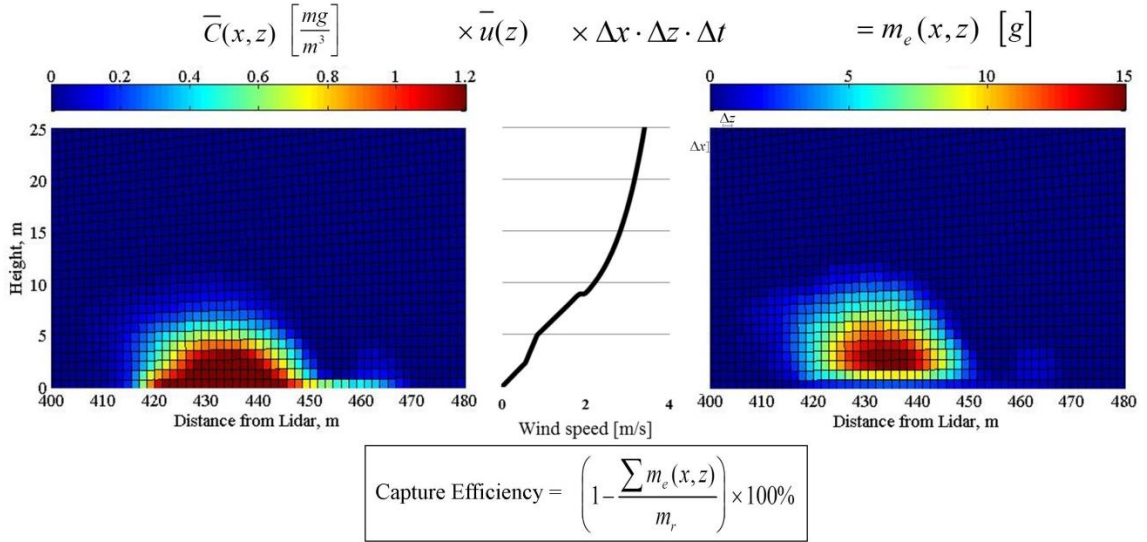 C̅(x,z) [mg/m³] × u̅(z) × Δx · Δz · Δt = mₑ(x,z) [g]
0 0.2 0.4 0.6 0.8 1 1.2
0 5 10 15
Δz
Δx
Height, m
25
20
15
10
5
0
400 410 420 430 440 450 460 470 480
Distance from Lidar, m
0 2 4
Wind speed [m/s]
400 410 420 430 440 450 460 470 480
Distance from Lidar, m
Capture Efficiency = (1 − ∑ mₑ(x,z) / mᵣ) × 100%